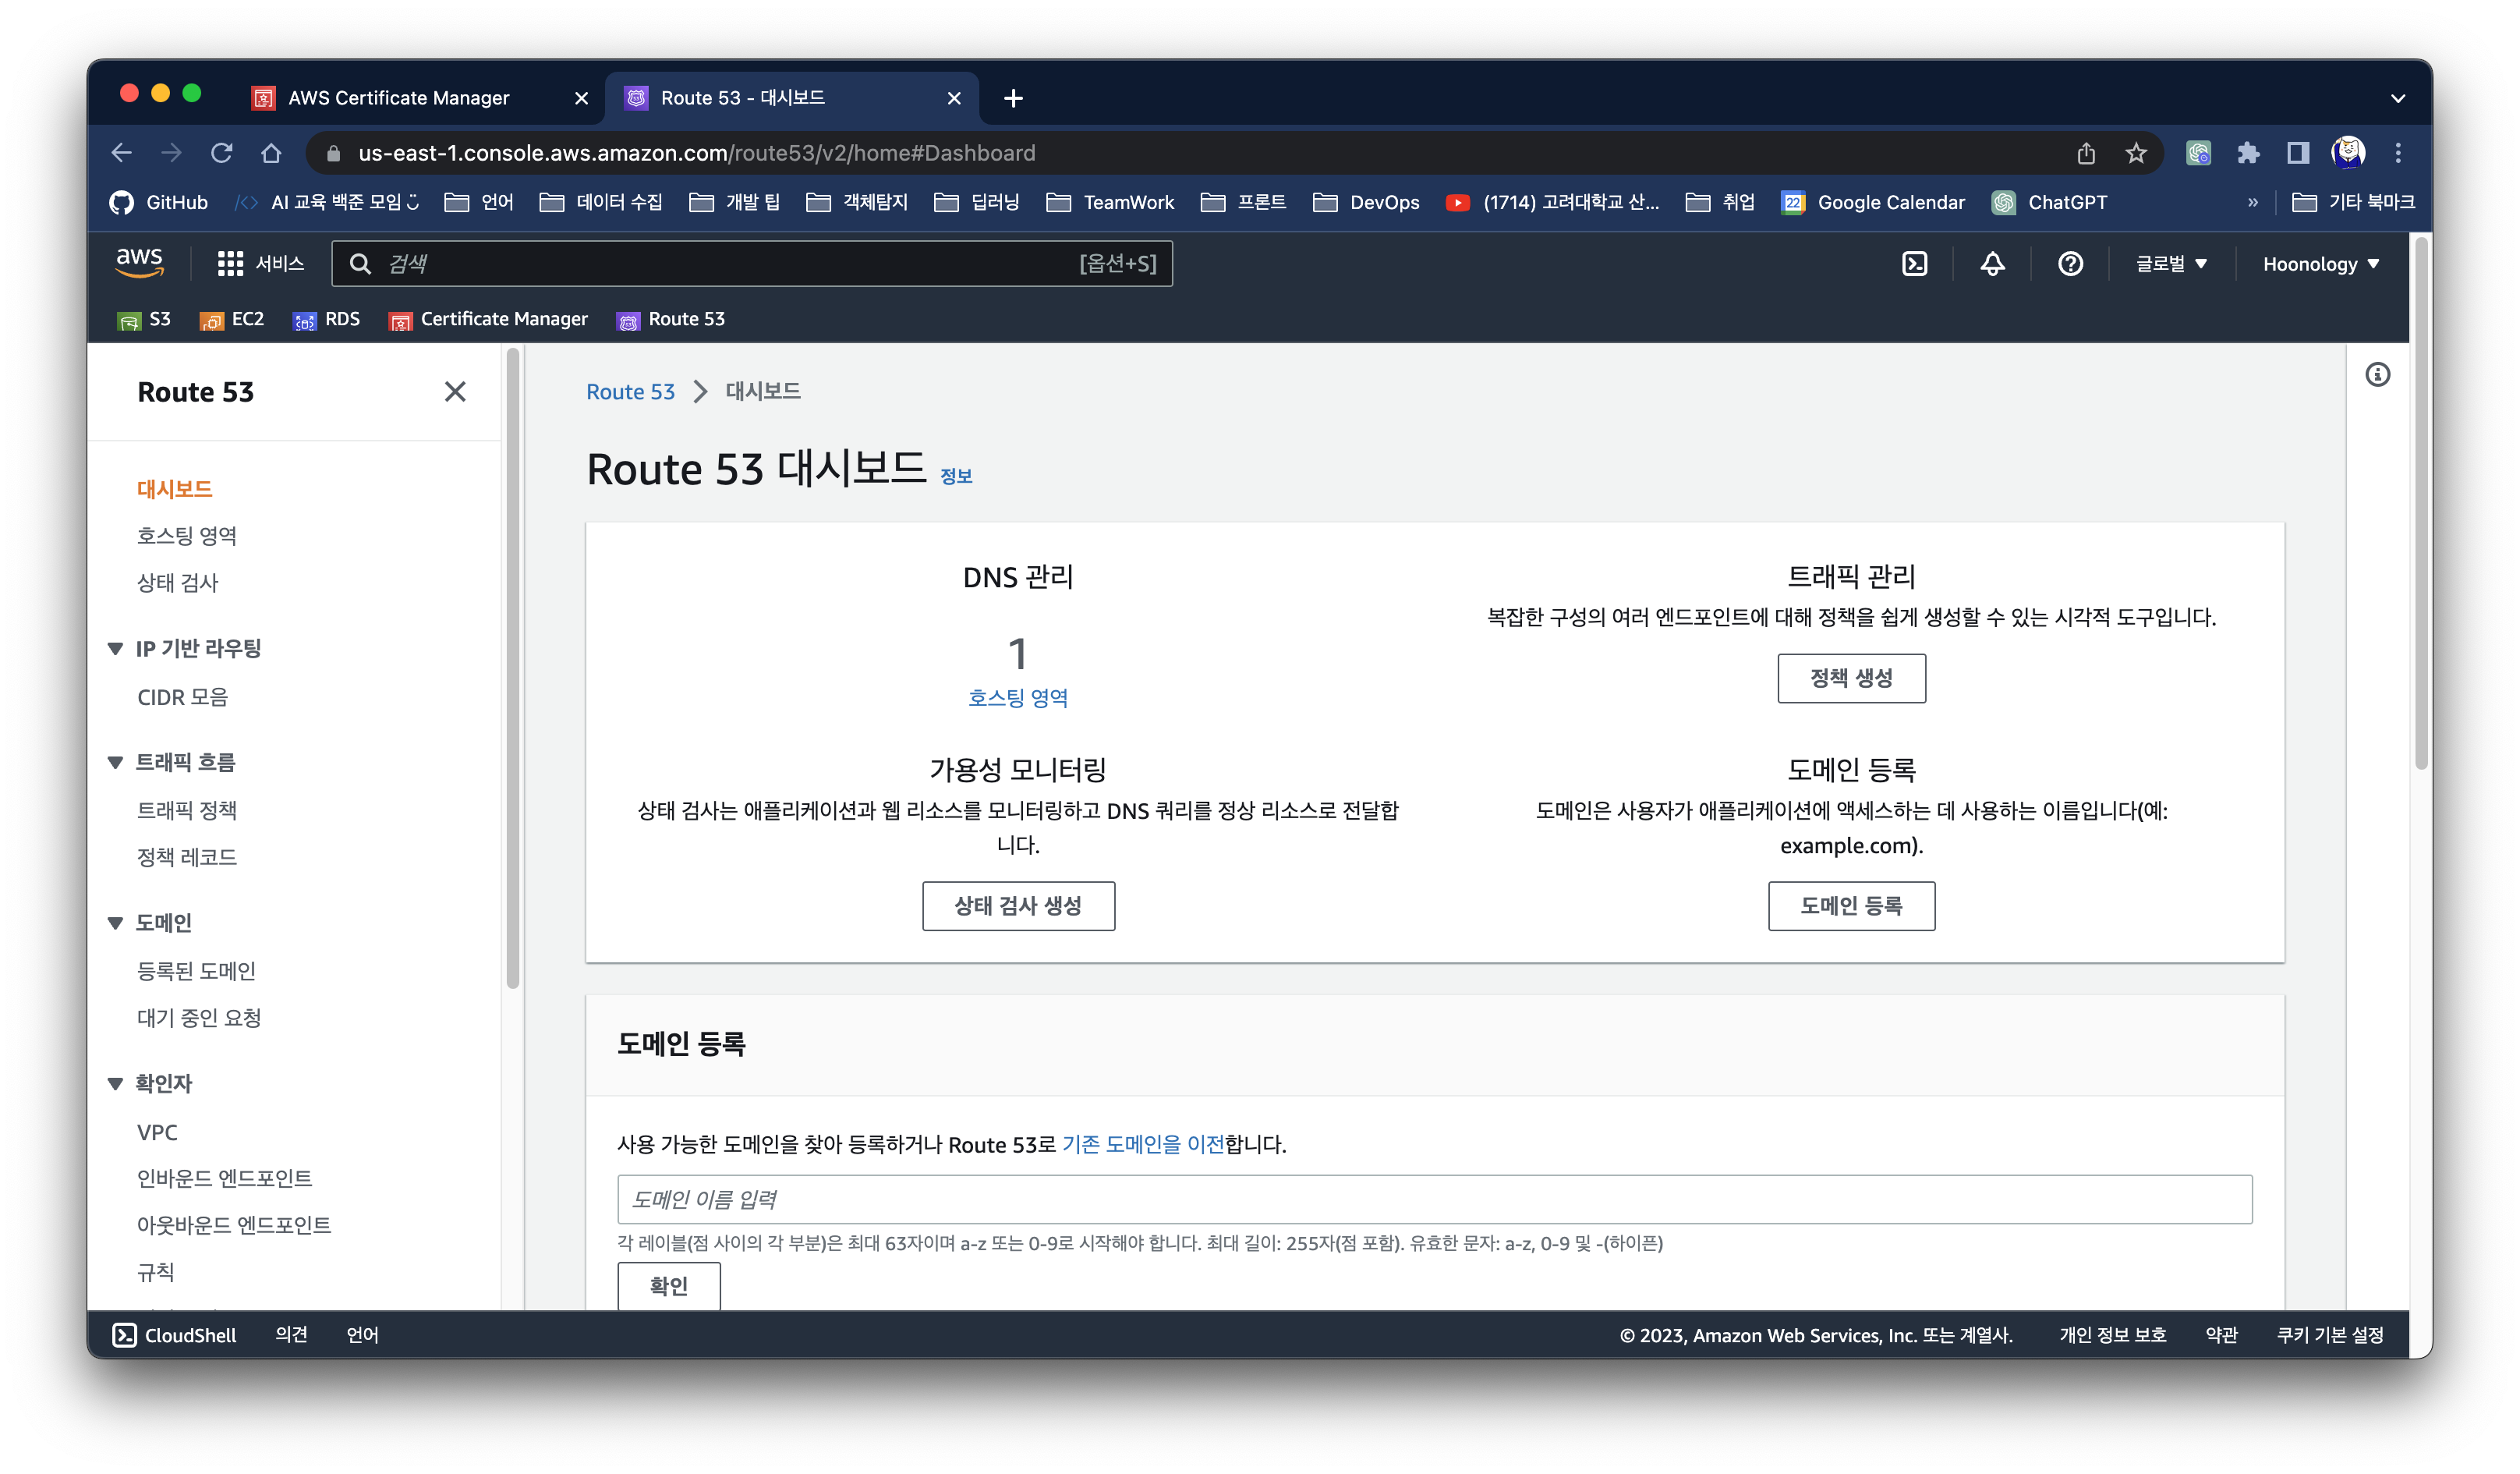 AWS Certificate Manager
Route 53 - 대시보드
us-east-1.console.aws.amazon.com/route53/v2/home#Dashboard
GitHub
AI 교육 백준 모임
언어
데이터 수집
개발 팁
객체탐지
딥러닝
TeamWork
프론트
DevOps
(1714) 고려대학교 산...
취업
22
Google Calendar
ChatGPT
»
기타 북마크
aws
서비스
검색
[옵션+S]
글로벌
Hoonology
S3
EC2
RDS
Certificate Manager
Route 53
Route 53
대시보드
호스팅 영역
상태 검사
IP 기반 라우팅
CIDR 모음
트래픽 흐름
트래픽 정책
정책 레코드
도메인
등록된 도메인
대기 중인 요청
확인자
VPC
인바운드 엔드포인트
아웃바운드 엔드포인트
규칙
Route 53
대시보드
Route 53 대시보드 정보
DNS 관리
1
호스팅 영역
트래픽 관리
복잡한 구성의 여러 엔드포인트에 대해 정책을 쉽게 생성할 수 있는 시각적 도구입니다.
정책 생성
가용성 모니터링
상태 검사는 애플리케이션과 웹 리소스를 모니터링하고 DNS 쿼리를 정상 리소스로 전달합
니다.
상태 검사 생성
도메인 등록
도메인은 사용자가 애플리케이션에 액세스하는 데 사용하는 이름입니다(예:
example.com).
도메인 등록
도메인 등록
사용 가능한 도메인을 찾아 등록하거나 Route 53로 기존 도메인을 이전합니다.
도메인 이름 입력
각 레이블(점 사이의 각 부분)은 최대 63자이며 a-z 또는 0-9로 시작해야 합니다. 최대 길이: 255자(점 포함). 유효한 문자: a-z, 0-9 및 -(하이픈)
확인
CloudShell
의견
언어
© 2023, Amazon Web Services, Inc. 또는 계열사.
개인 정보 보호
약관
쿠키 기본 설정